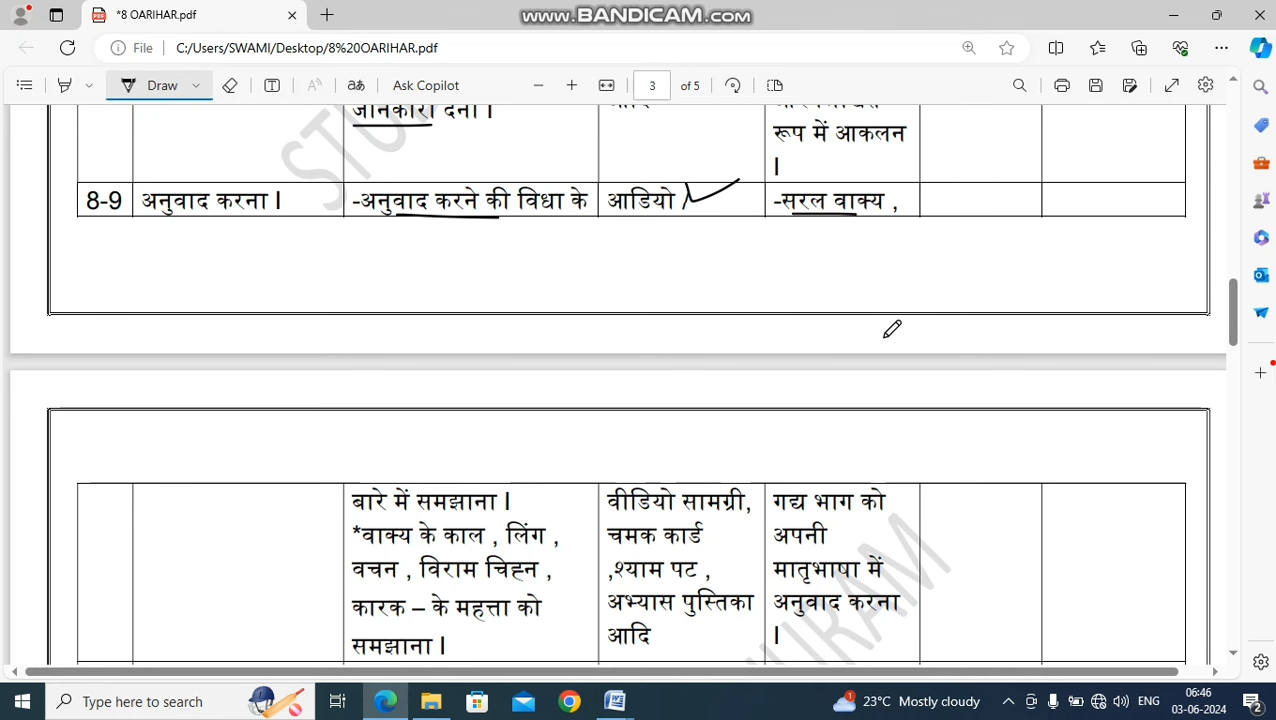 www.BANDICAM.com
*8 OARIHAR.pdf
File C:/Users/SWAMI/Desktop/8%20OARIHAR.pdf
Draw Ask Copilot 3 of 5
जानकारी देना I
आदि
रूप में आकलन
I
8-9 अनुवाद करना I -अनुवाद करने की विधा के आडियो / -सरल वाक्य ,
बारे में समझाना I वीडियो सामग्री, गद्य भाग को
*वाक्य के काल , लिंग , चमक कार्ड अपनी
वचन , विराम चिह्न , ,श्याम पट , मातृभाषा में
कारक – के महत्ता को अभ्यास पुस्तिका अनुवाद करना
समझाना I आदि I
Type here to search 23°C Mostly cloudy ENG 06:46
03-06-2024